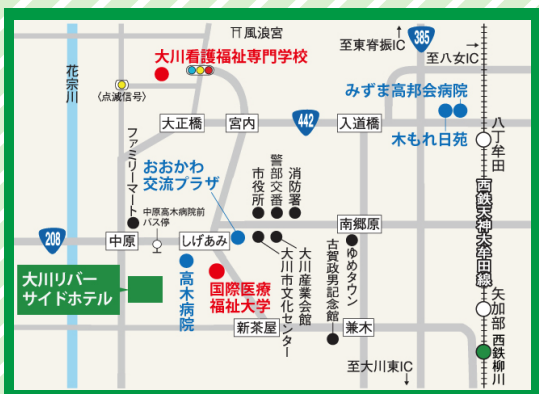 风浪宮
至東脊振IC
385
至八女IC
花宗川
大川看護福祉専門学校
〈点滅信号〉
みずま高邦会病院
大正橋
宮内
442
入道橋
木もれ日苑
八丁牟田
ファミリーマート
おおかわ
交流プラザ
市役所
警部交番
消防署
西鉄天神大牟田線
中原高木病院前
バス停
208
中原
しげあみ
南郷原
大川リバー
サイドホテル
高木病院
国際医療
福祉大学
大川市文化センター
大川産業会館
古賀政男記念館
ゆめタウン
矢加部
新茶屋
兼木
西鉄柳川
至大川東IC